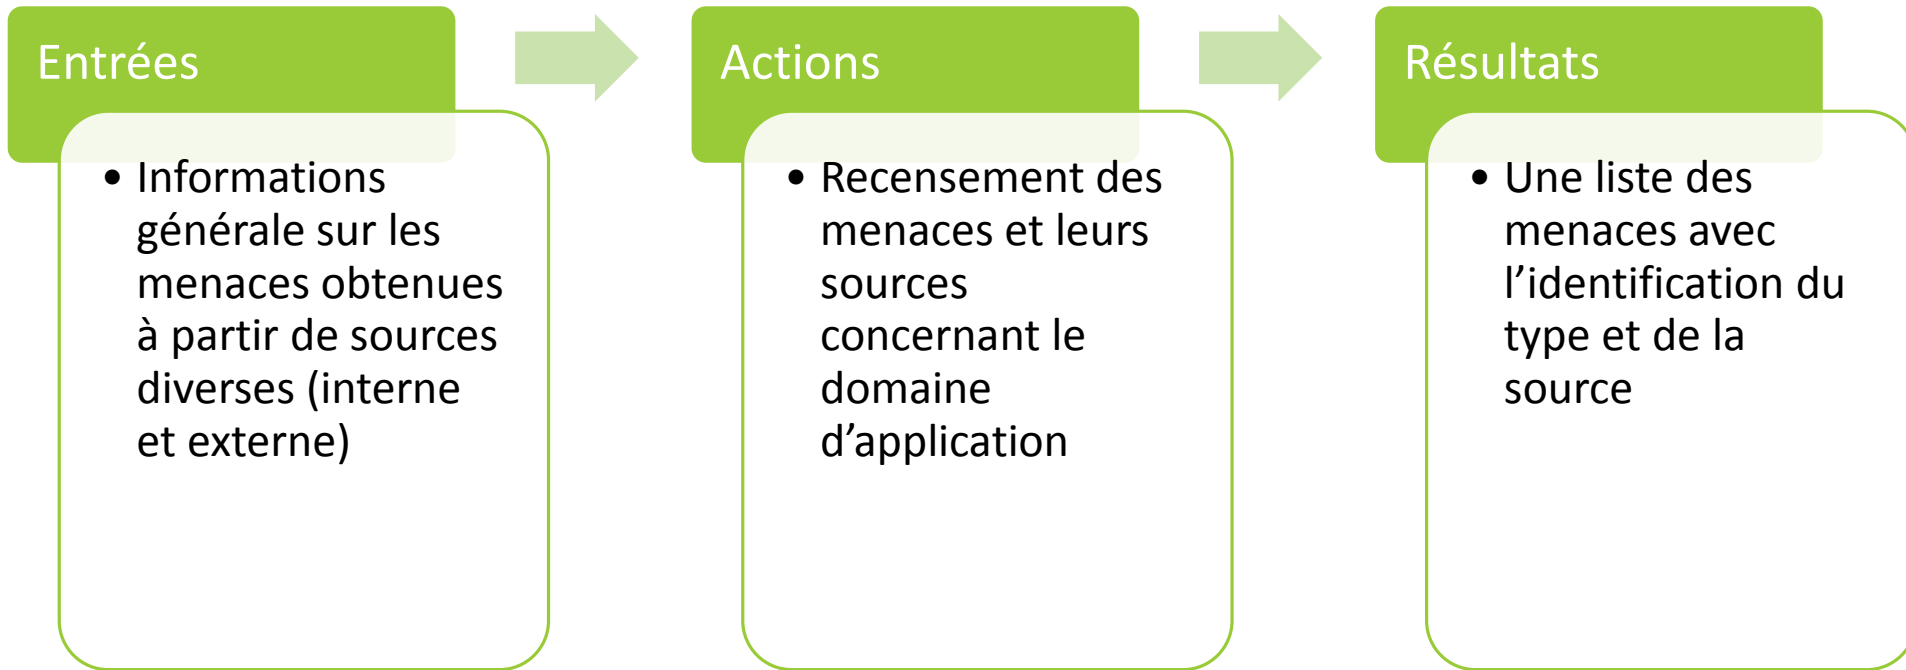 Entrées
• Informations
générale sur les
menaces obtenues
à partir de sources
diverses (interne
et externe)
Actions
• Recensement des
menaces et leurs
sources
concernant le
domaine
d’application
Résultats
• Une liste des
menaces avec
l’identification du
type et de la
source